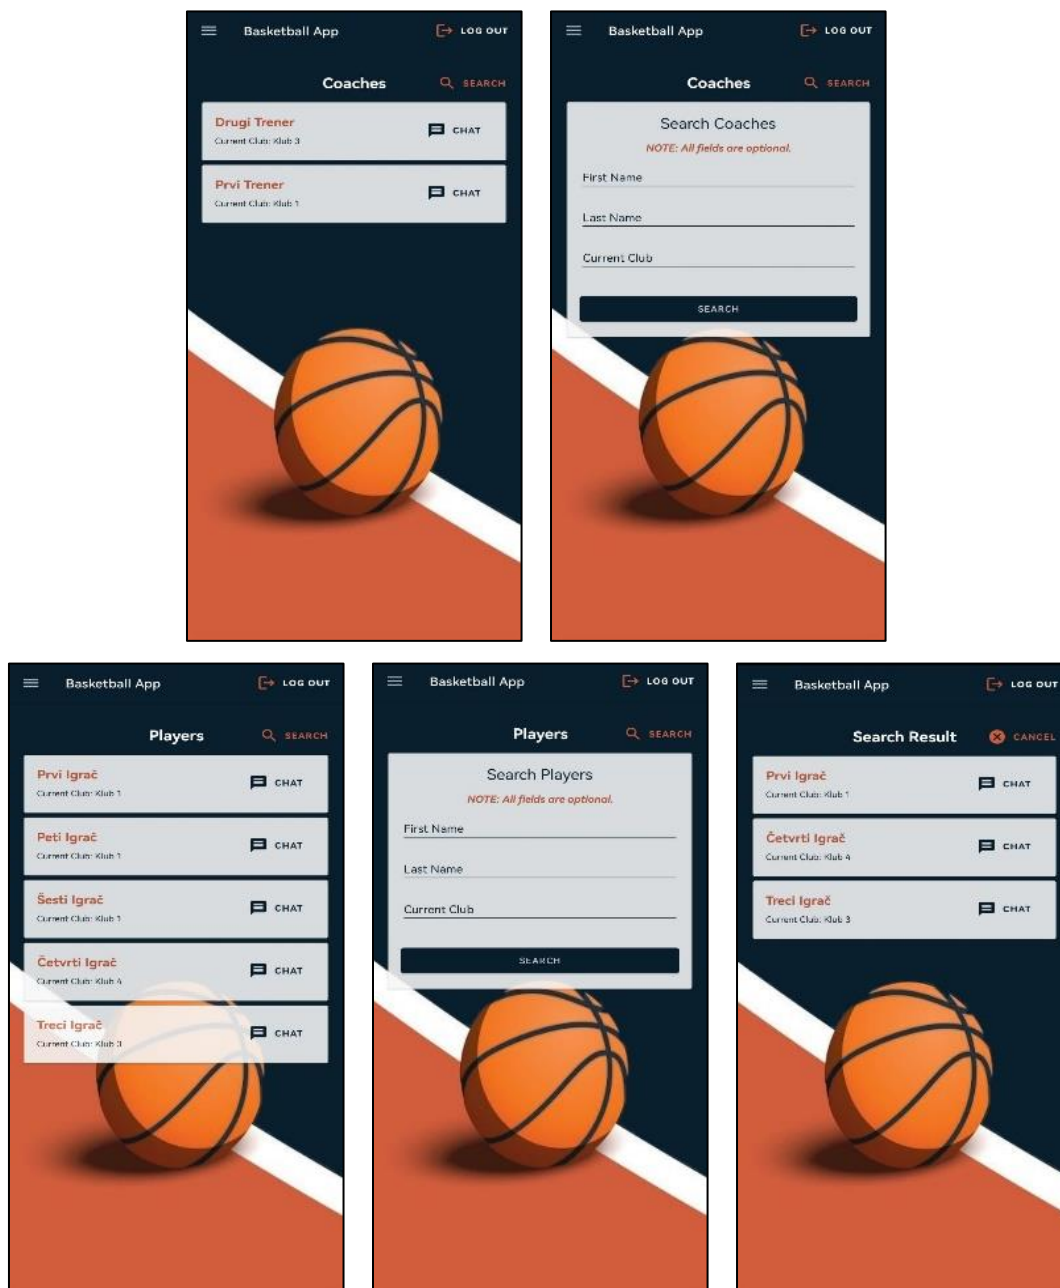 Basketball App LOG OUT
Coaches SEARCH
Drugi Trener
Current Club: Klub 3
CHAT
Prvi Trener
Current Club: Klub 1
CHAT
Basketball App LOG OUT
Coaches SEARCH
Search Coaches
NOTE: All fields are optional.
First Name
Last Name
Current Club
SEARCH
Basketball App LOG OUT
Players SEARCH
Prvi Igrač
Current Club: Klub 1
CHAT
Peti Igrač
Current Club: Klub 1
CHAT
Šesti Igrač
Current Club: Klub 1
CHAT
Četvrti Igrač
Current Club: Klub 4
CHAT
Treci Igrač
Current Club: Klub 3
CHAT
Basketball App LOG OUT
Players SEARCH
Search Players
NOTE: All fields are optional.
First Name
Last Name
Current Club
SEARCH
Basketball App LOG OUT
Search Result CANCEL
Prvi Igrač
Current Club: Klub 1
CHAT
Četvrti Igrač
Current Club: Klub 4
CHAT
Treci Igrač
Current Club: Klub 3
CHAT